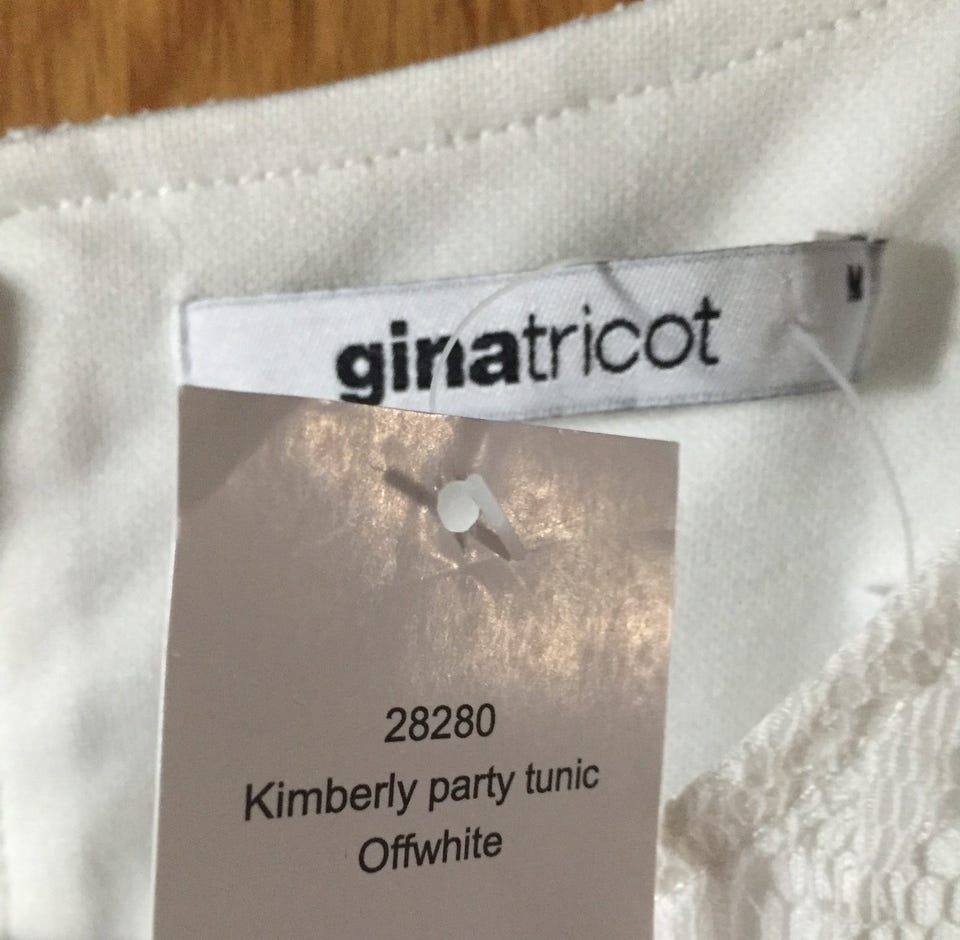 ginatricot
M
28280
Kimberly party tunic
Offwhite